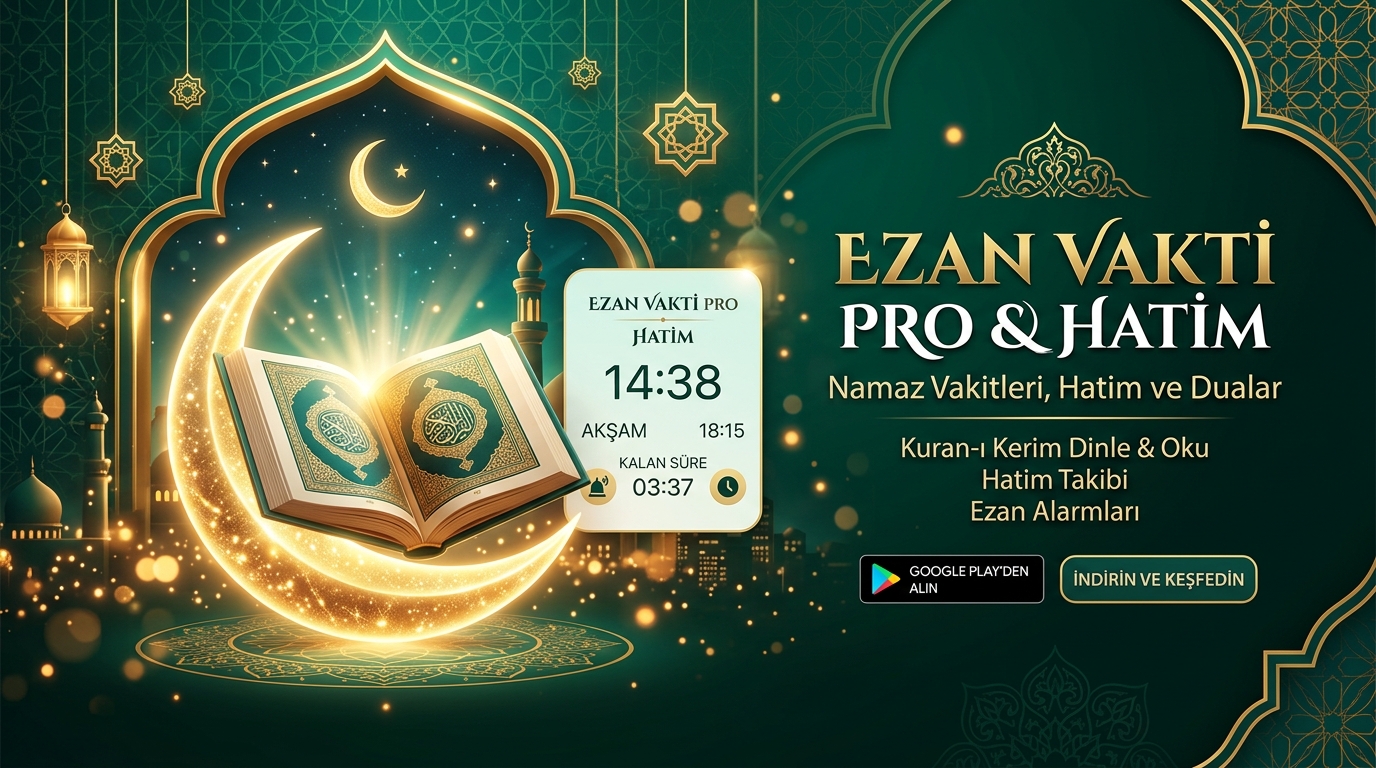 EZAN VAKTİ PRO
HATİM
14:38
AKŞAM 18:15
KALAN SÜRE
03:37
EZAN VAKTİ
PRO & HATİM
Namaz Vakitleri, Hatim ve Dualar
Kuran-ı Kerim Dinle & Oku
Hatim Takibi
Ezan Alarmları
GOOGLE PLAY'DEN
ALIN
İNDİRİN VE KEŞFEDİN